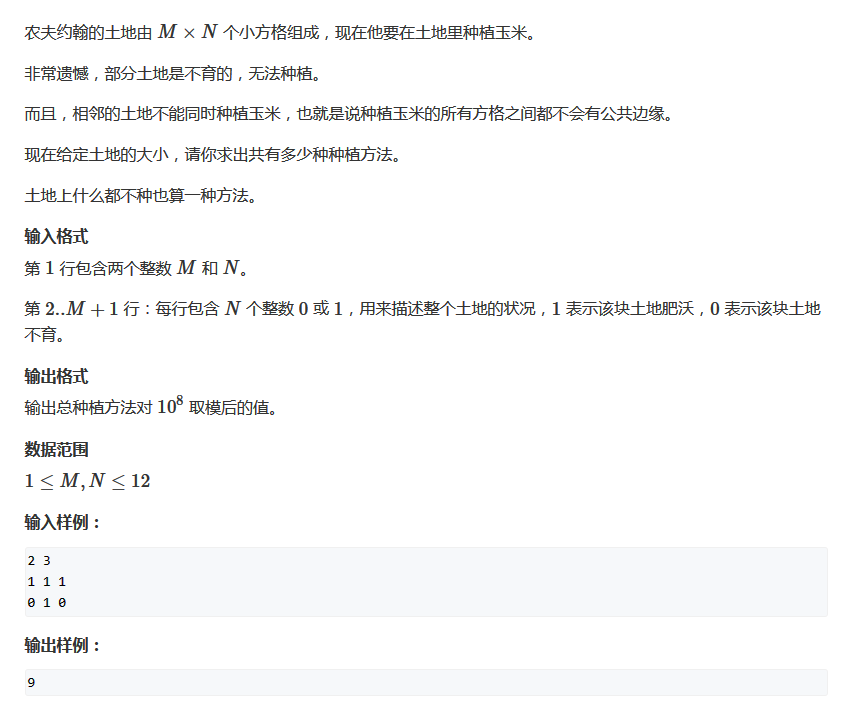 农夫约翰的土地由 M × N 个小方格组成，现在他要在土地里种植玉米。
非常遗憾，部分土地是不育的，无法种植。
而且，相邻的土地不能同时种植玉米，也就是说种植玉米的所有方格之间都不会有公共边缘。
现在给定土地的大小，请你求出共有多少种种植方法。
土地上什么都不种也算一种方法。
输入格式
第 1 行包含两个整数 M 和 N。
第 2..M + 1 行：每行包含 N 个整数 0 或 1，用来描述整个土地的状况，1 表示该块土地肥沃，0 表示该块土地
不育。
输出格式
输出总种植方法对 10⁸ 取模后的值。
数据范围
1 ≤ M, N ≤ 12
输入样例：
2 3
1 1 1
0 1 0
输出样例：
9